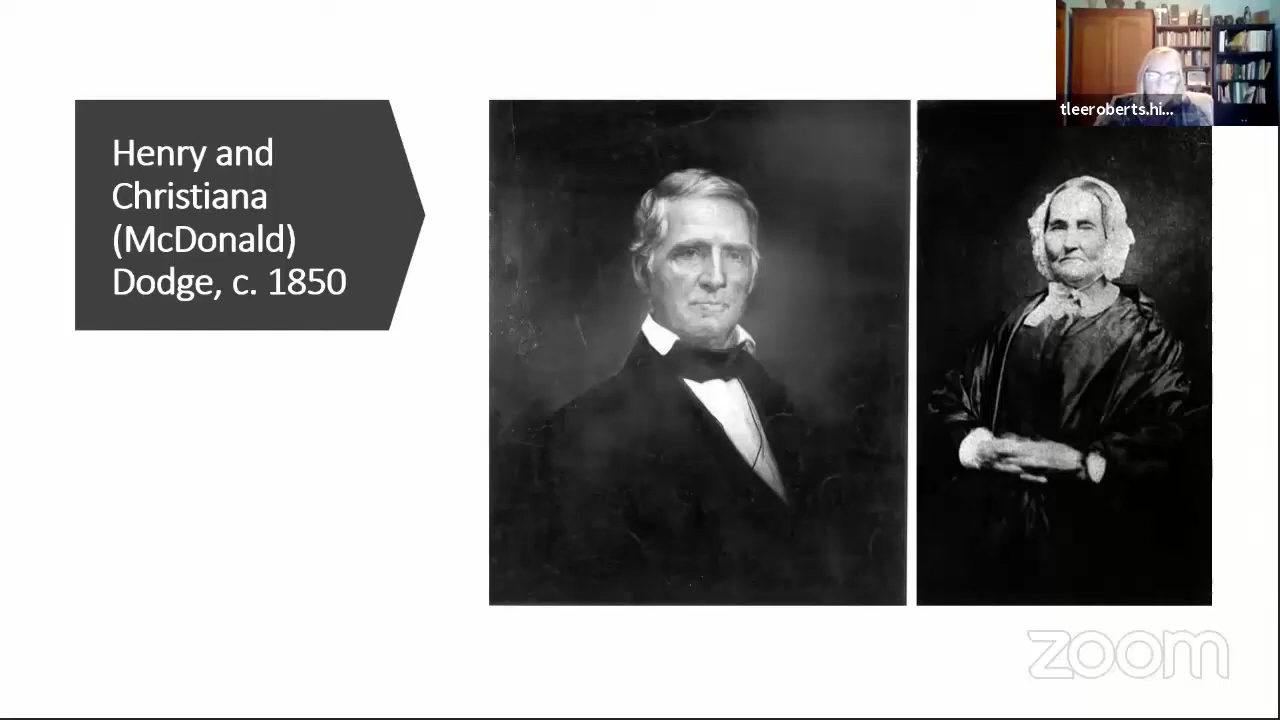 Henry and
Christiana
(McDonald)
Dodge, c. 1850
tleeroberts.hi...
zoom